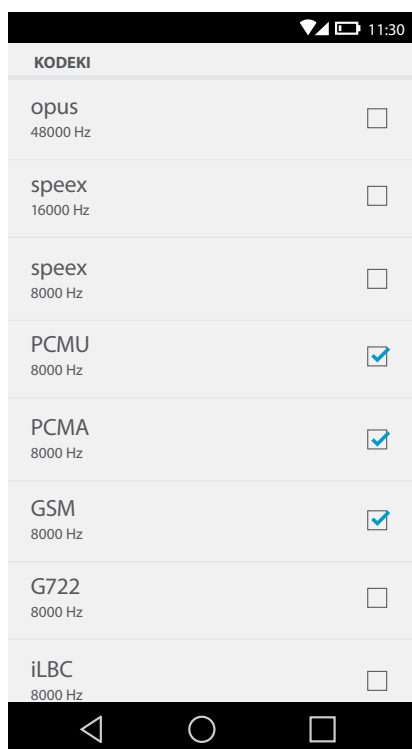 11:30
KODEKI
opus
48000 Hz
speex
16000 Hz
speex
8000 Hz
PCMU
8000 Hz
PCMA
8000 Hz
GSM
8000 Hz
G722
8000 Hz
iLBC
8000 Hz